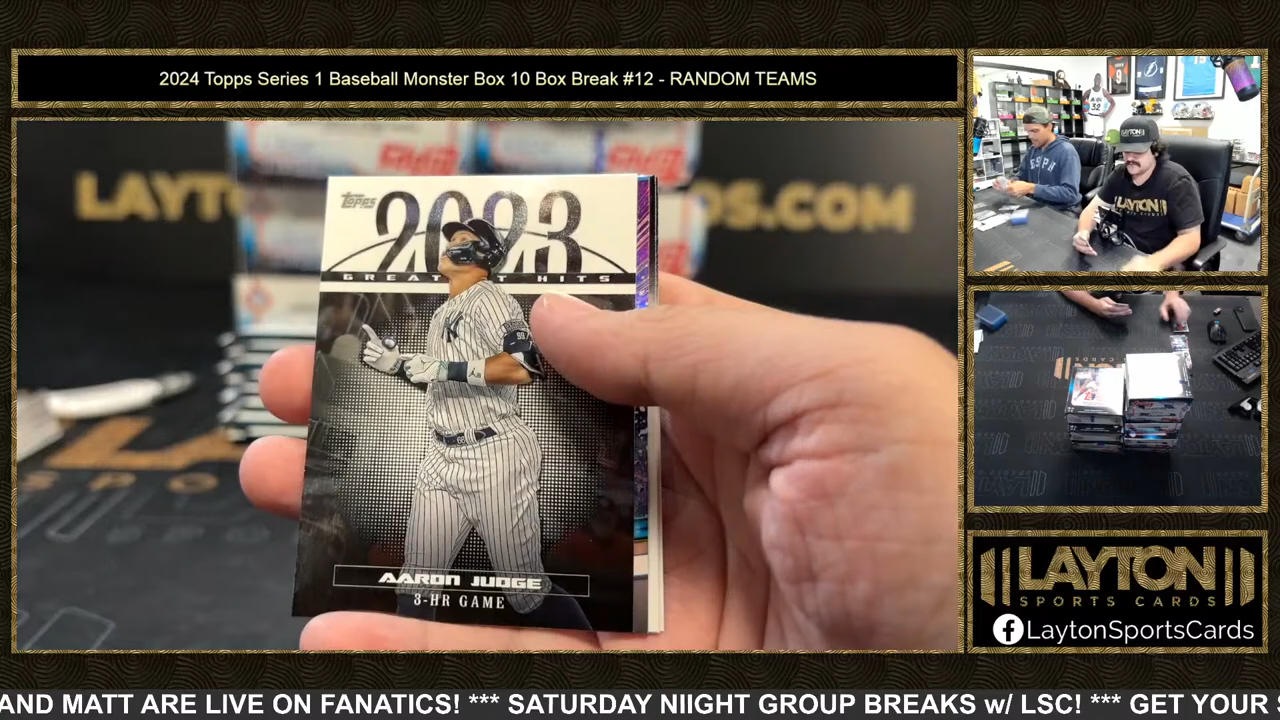 2024 Topps Series 1 Baseball Monster Box 10 Box Break #12 - RANDOM TEAMS
Topps
2023
GREATEST HITS
AARON JUDGE
3-HR GAME
LAYTON
SPORTS CARDS
LaytonSportsCards
AND MATT ARE LIVE ON FANATICS! *** SATURDAY NIIGHT GROUP BREAKS w/ LSC! *** GET YOUR